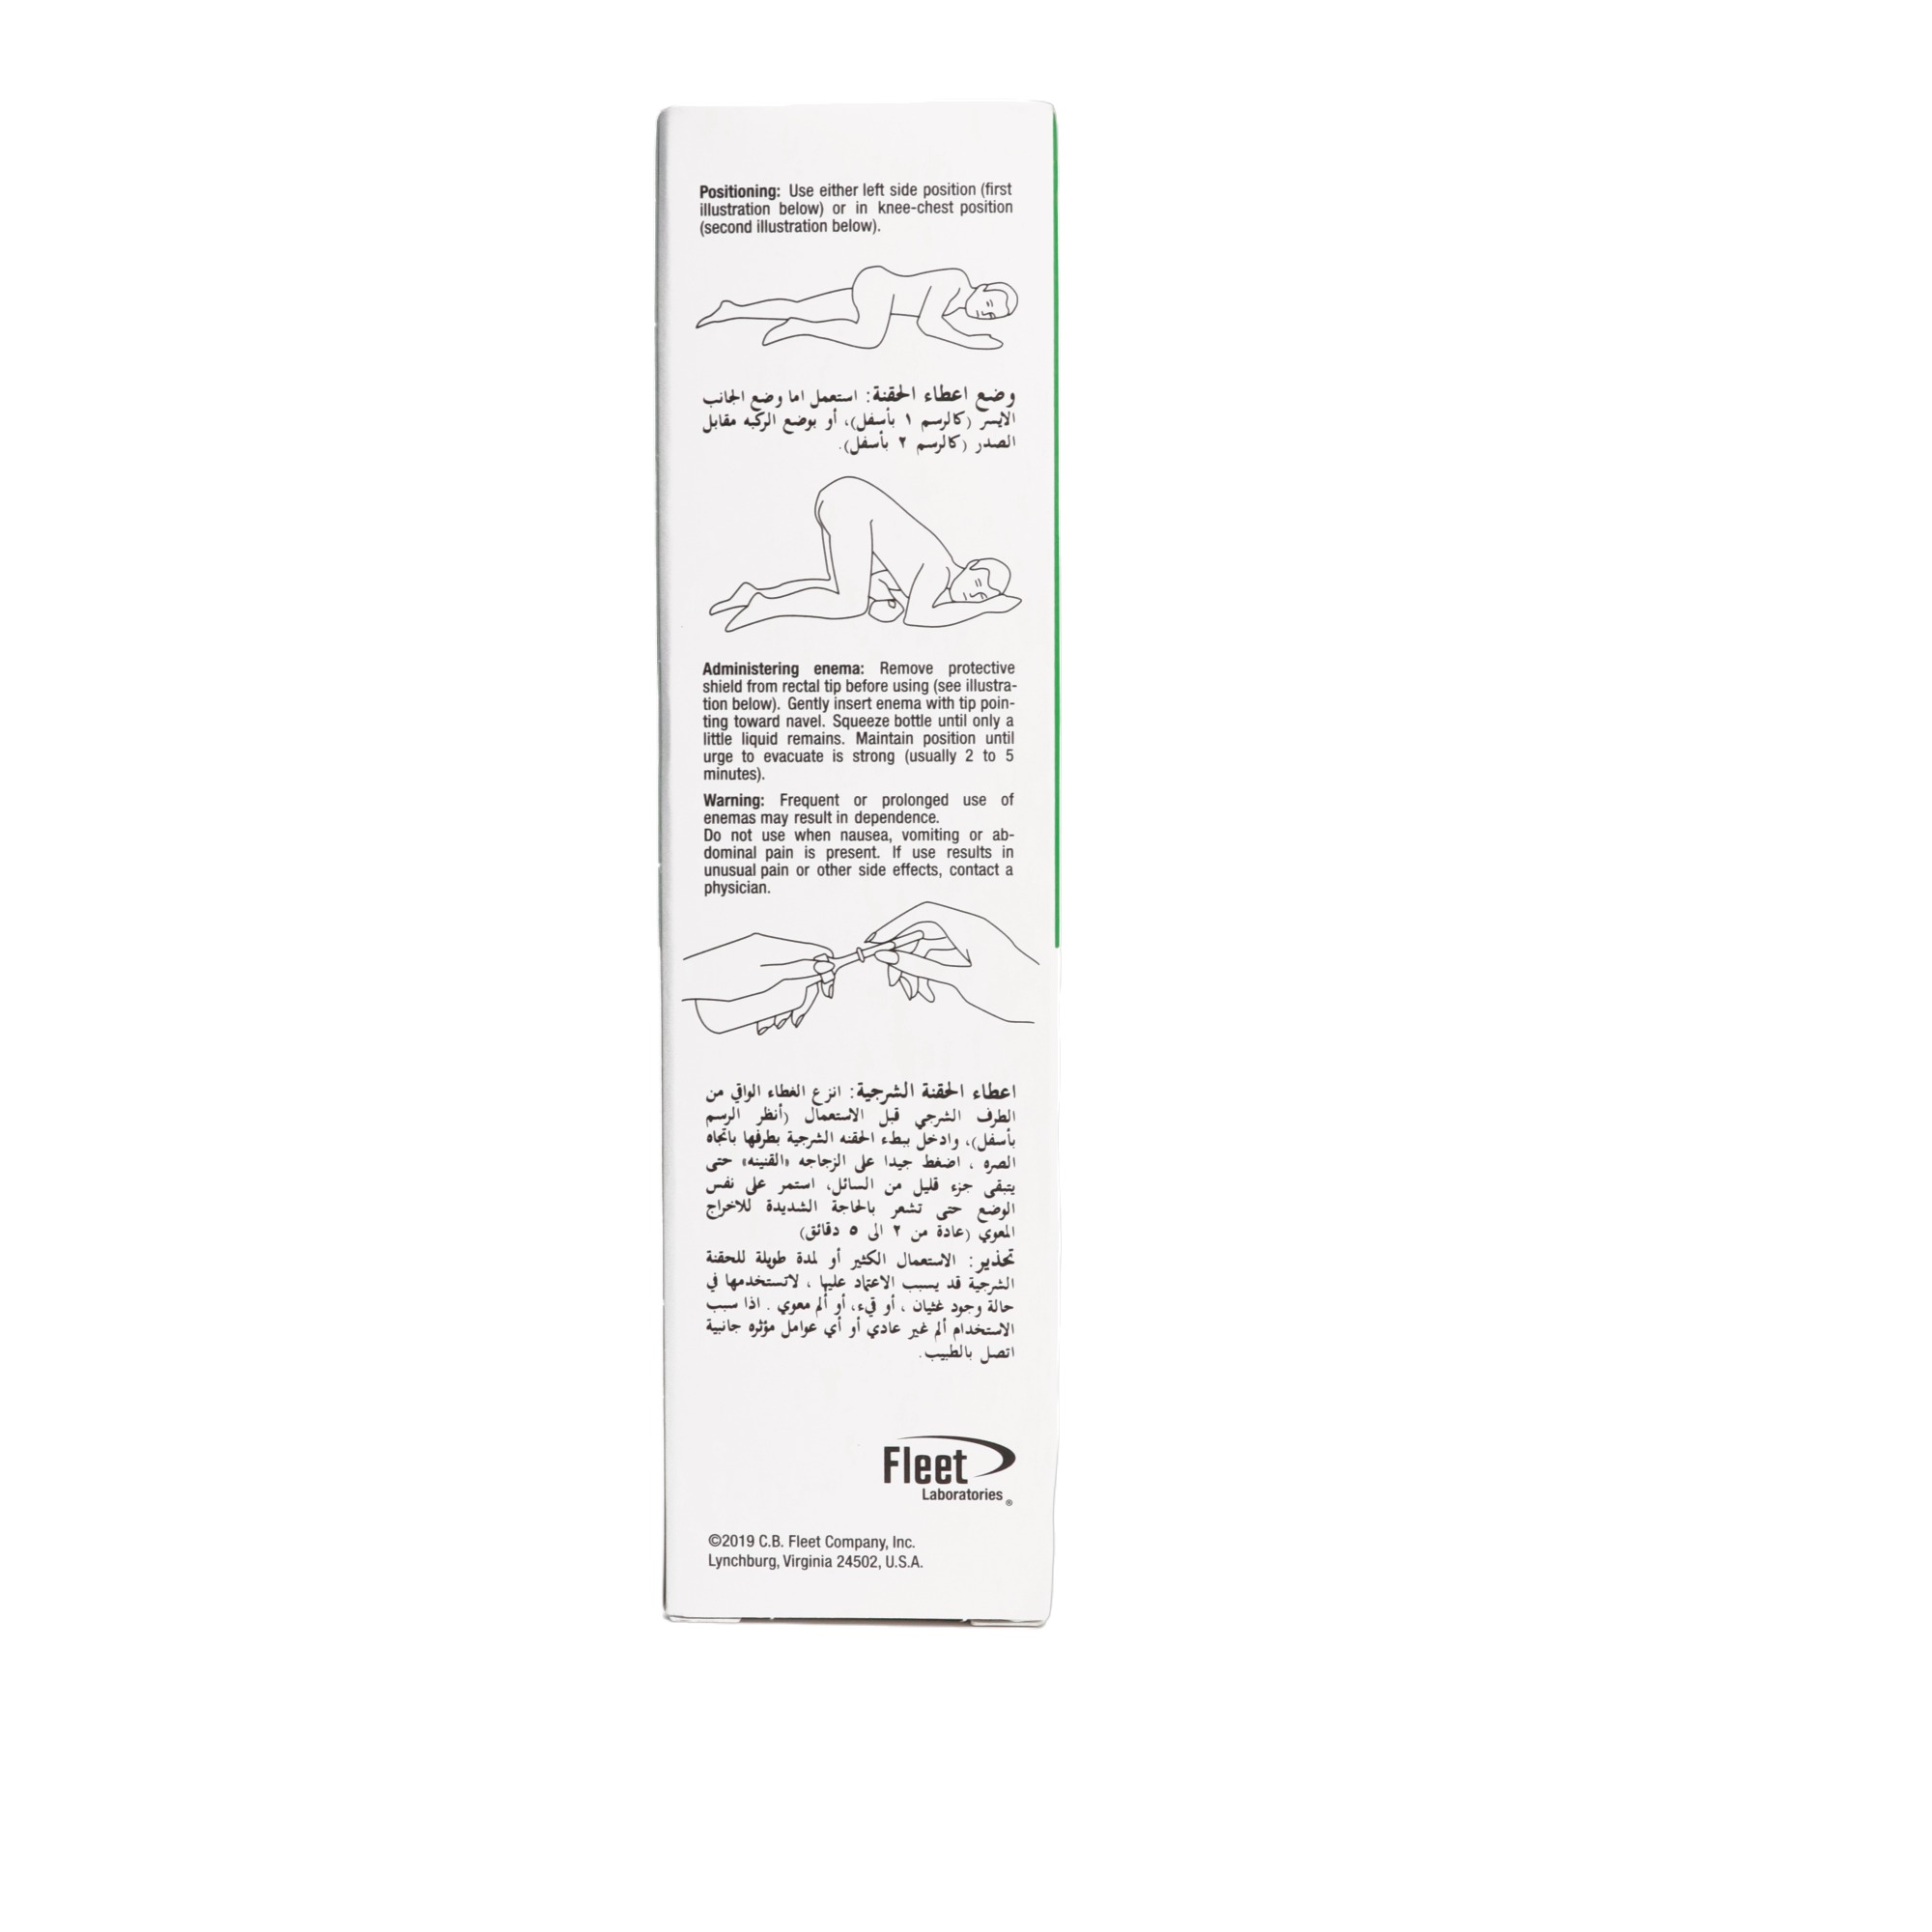 Positioning: Use either left side position (first
illustration below) or in knee-chest position
(second illustration below).
وضع اعطاء الحقنة: استعمل اما وضع الجانب
الايسر (كالرسم ١ بأسفل)، أو بوضع الركبه مقابل
الصدر (كالرسم ٢ بأسفل).
Administering enema: Remove protective
shield from rectal tip before using (see illustra-
tion below). Gently insert enema with tip poin-
ting toward navel. Squeeze bottle until only a
little liquid remains. Maintain position until
urge to evacuate is strong (usually 2 to 5
minutes).
Warning: Frequent or prolonged use of
enemas may result in dependence.
Do not use when nausea, vomiting or ab-
dominal pain is present. If use results in
unusual pain or other side effects, contact a
physician.
اعطاء الحقنة الشرجية: انزع الغطاء الواقي من
الطرف الشرجي قبل الاستعمال (أنظر الرسم
بأسفل)، وادخل ببطء الحقنه الشرجية بطرفها باتجاه
الصره ، اضغط جيدا على الزجاجه «القنينه» حتى
يتبقى جزء قليل من السائل، استمر على نفس
الوضع حتى تشعر بالحاجة الشديدة للاخراج
المعوي (عادة من ٢ الى ٥ دقائق)
تحذير: الاستعمال الكثير أو لمدة طويلة للحقنة
الشرجية قد يسبب الاعتماد عليها ، لاتستخدمها في
حالة وجود غثيان ، أو قيء، أو ألم معوي . اذا سبب
الاستخدام ألم غير عادي أو أي عوامل مؤثره جانبية
اتصل بالطبيب.
Fleet
Laboratories®
©2019 C.B. Fleet Company, Inc.
Lynchburg, Virginia 24502, U.S.A.